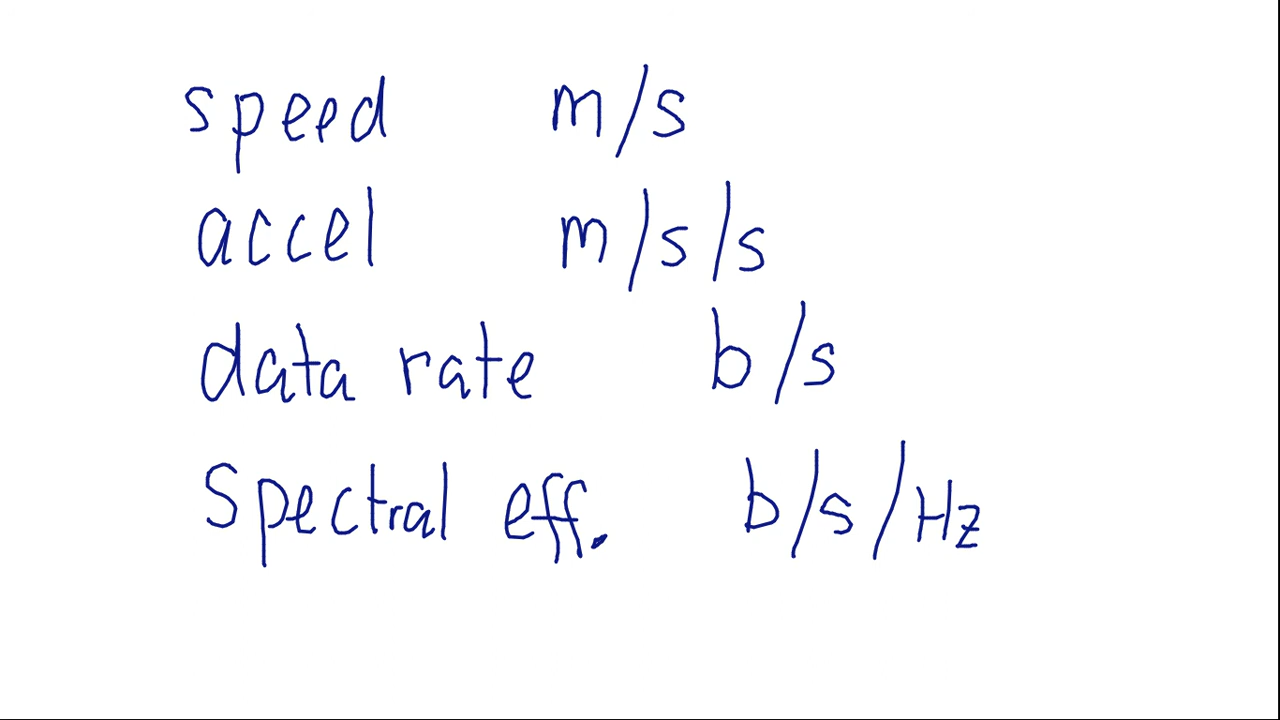 speed m/s
accel m/s/s
data rate b/s
Spectral eff. b/s/Hz